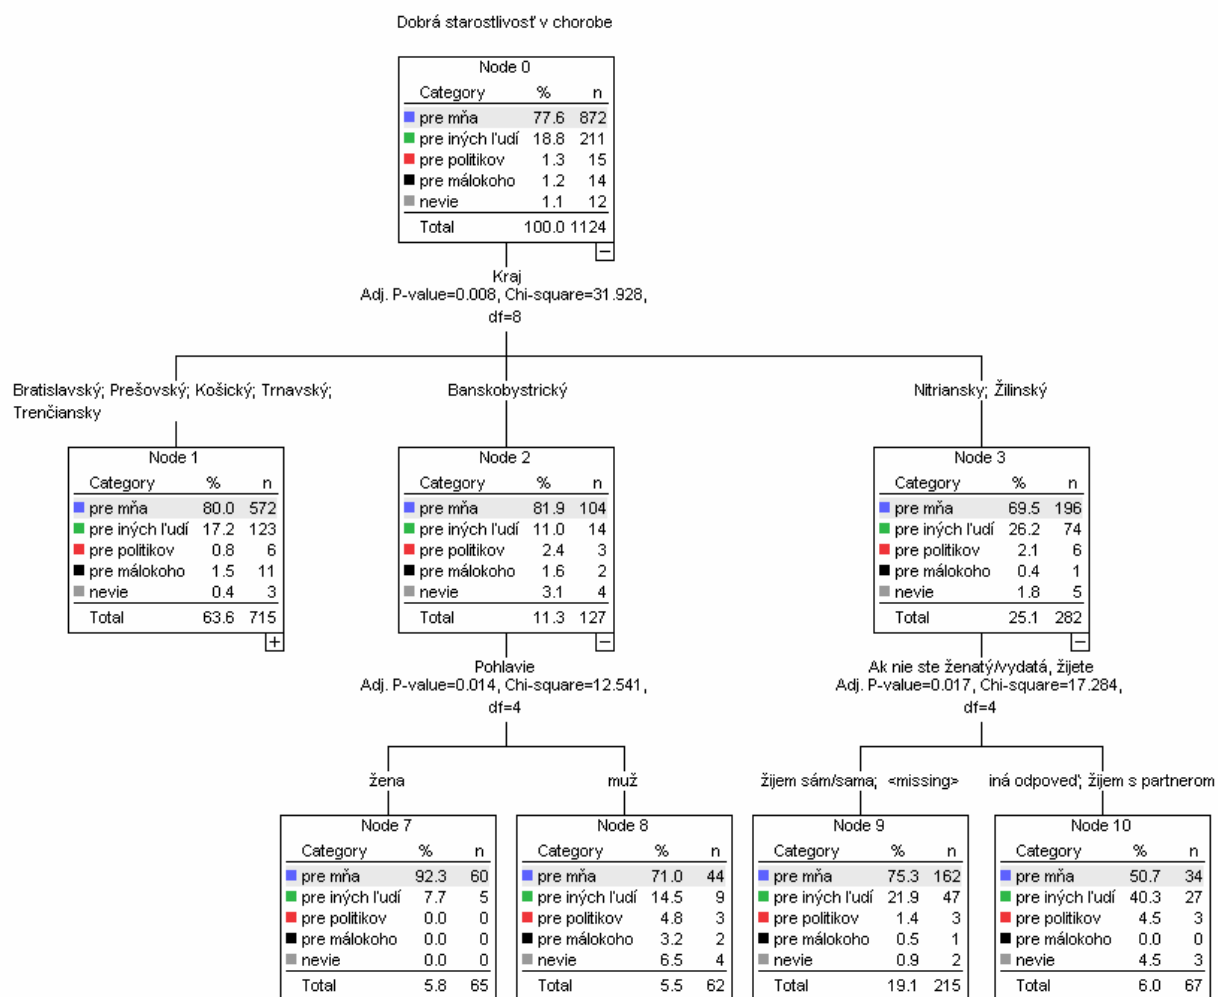 Dobrá starostlivosť v chorobe
Node 0
Category % n
pre mňa 77.6 872
pre iných ľudí 18.8 211
pre politikov 1.3 15
pre málokoho 1.2 14
nevie 1.1 12
Total 100.0 1124
Kraj
Adj. P-value=0.008, Chi-square=31.928,
df=8
Bratislavský; Prešovský; Košický; Trnavský;
Trenčiansky
Node 1
Category % n
pre mňa 80.0 572
pre iných ľudí 17.2 123
pre politikov 0.8 6
pre málokoho 1.5 11
nevie 0.4 3
Total 63.6 715
Banskobystrický
Node 2
Category % n
pre mňa 81.9 104
pre iných ľudí 11.0 14
pre politikov 2.4 3
pre málokoho 1.6 2
nevie 3.1 4
Total 11.3 127
Nitriansky; Žilinský
Node 3
Category % n
pre mňa 69.5 196
pre iných ľudí 26.2 74
pre politikov 2.1 6
pre málokoho 0.4 1
nevie 1.8 5
Total 25.1 282
Pohlavie
Adj. P-value=0.014, Chi-square=12.541,
df=4
Ak nie ste ženatý/vydatá, žijete
Adj. P-value=0.017, Chi-square=17.284,
df=4
žena
Node 7
Category % n
pre mňa 92.3 60
pre iných ľudí 7.7 5
pre politikov 0.0 0
pre málokoho 0.0 0
nevie 0.0 0
Total 5.8 65
muž
Node 8
Category % n
pre mňa 71.0 44
pre iných ľudí 14.5 9
pre politikov 4.8 3
pre málokoho 3.2 2
nevie 6.5 4
Total 5.5 62
žijem sám/sama; <missing>
Node 9
Category % n
pre mňa 75.3 162
pre iných ľudí 21.9 47
pre politikov 1.4 3
pre málokoho 0.5 1
nevie 0.9 2
Total 19.1 215
iná odpoveď; žijem s partnerom
Node 10
Category % n
pre mňa 50.7 34
pre iných ľudí 40.3 27
pre politikov 4.5 3
pre málokoho 0.0 0
nevie 4.5 3
Total 6.0 67